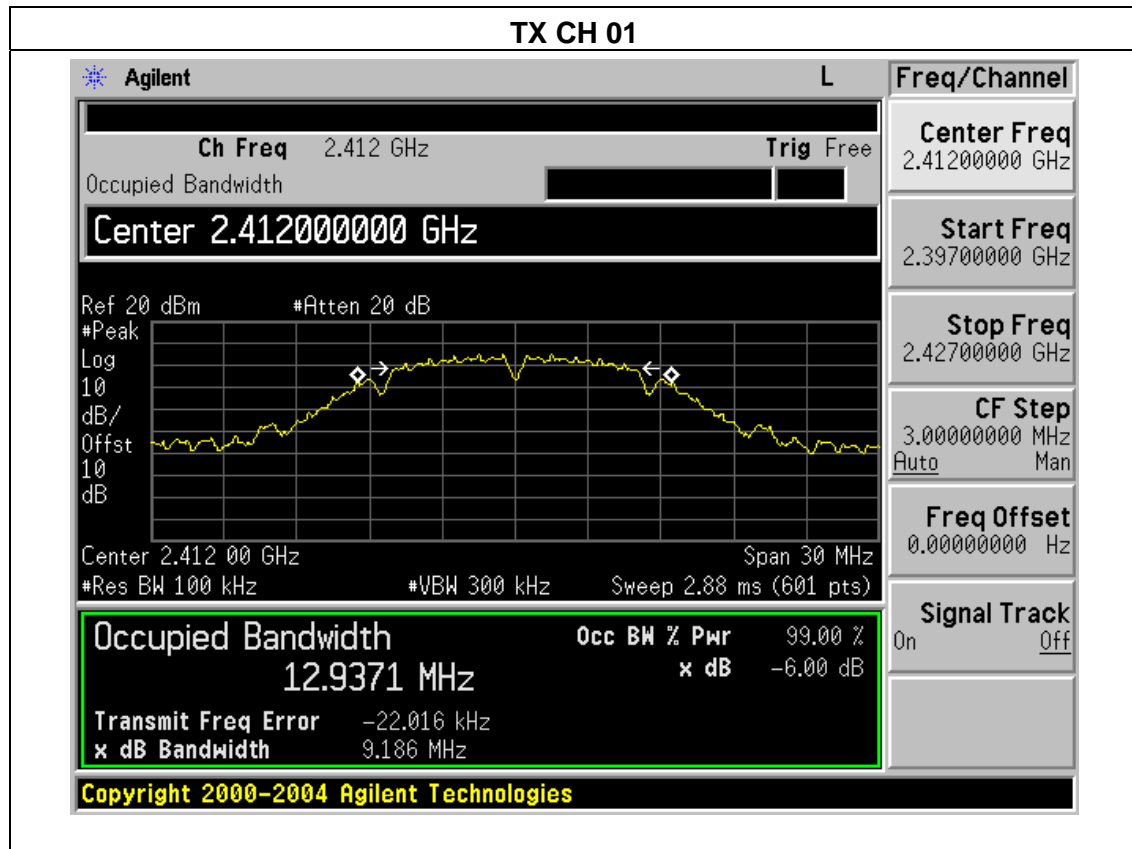 TX CH 01
Agilent L Freq/Channel
Ch Freq 2.412 GHz Trig Free
Occupied Bandwidth
Center 2.412000000 GHz
Ref 20 dBm #Atten 20 dB
#Peak
Log
10
dB/
Offst
10
dB
Center 2.412 00 GHz Span 30 MHz
#Res BW 100 kHz #VBW 300 kHz Sweep 2.88 ms (601 pts)
Occupied Bandwidth Occ BW % Pwr 99.00 %
12.9371 MHz x dB -6.00 dB
Transmit Freq Error -22.016 kHz
x dB Bandwidth 9.186 MHz
Copyright 2000-2004 Agilent Technologies
Center Freq
2.41200000 GHz
Start Freq
2.39700000 GHz
Stop Freq
2.42700000 GHz
CF Step
3.00000000 MHz
Auto Man
Freq Offset
0.00000000 Hz
Signal Track
On Off